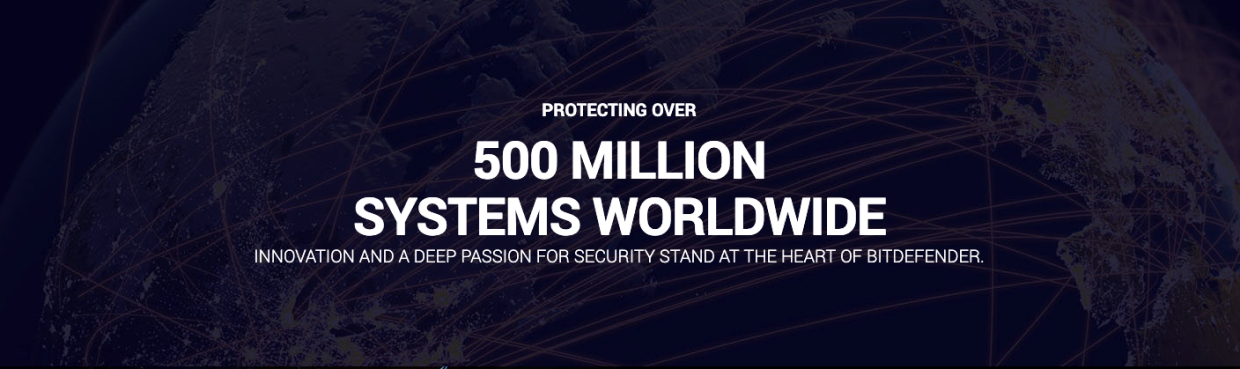 PROTECTING OVER
500 MILLION
SYSTEMS WORLDWIDE
INNOVATION AND A DEEP PASSION FOR SECURITY STAND AT THE HEART OF BITDEFENDER.